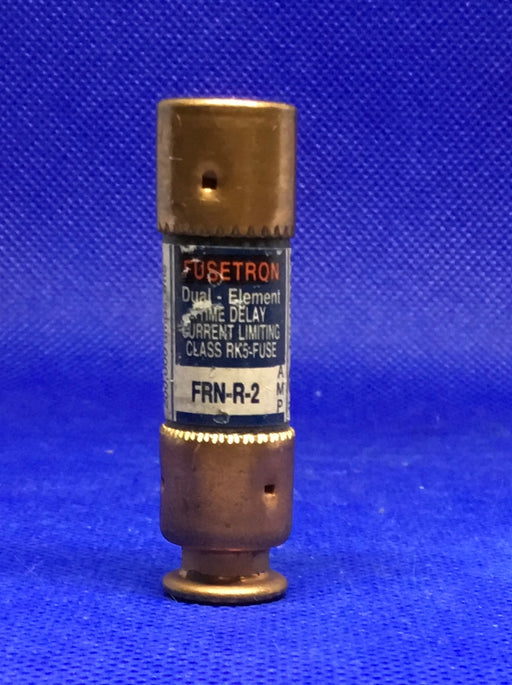 FUSETRON
Dual - Element
TIME DELAY
CURRENT LIMITING
CLASS RK5-FUSE
FRN-R-2
AMP